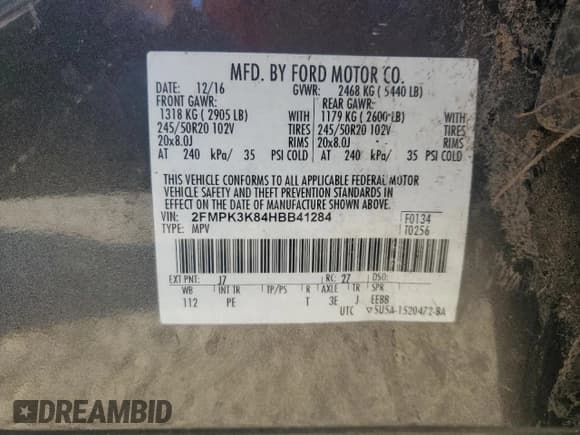 MFD. BY FORD MOTOR CO.
DATE: 12/16 GVWR: 2468 KG ( 5440 LB)
FRONT GAWR: REAR GAWR:
1318 KG ( 2905 LB) WITH 1179 KG ( 2600 LB) WITH
245/50R20 102V TIRES 245/50R20 102V TIRES
20x8.0J RIMS 20x8.0J RIMS
AT 240 kPa/ 35 PSI COLD AT 240 kPa/ 35 PSI COLD
THIS VEHICLE CONFORMS TO ALL APPLICABLE FEDERAL MOTOR
VEHICLE SAFETY AND THEFT PREVENTION STANDARDS IN
EFFECT ON THE DATE OF MANUFACTURE SHOWN ABOVE.
VIN: 2FMPK3K84HBB41284 F0134
TYPE: MPV T0256
EXT PNT: J7 RC: 27 DSO:
WB INT TR TP/PS R AXLE TR SPR
112 PE T 3E J EEBB
UTC ▽5U5A-1520472-BA
DREAMBID